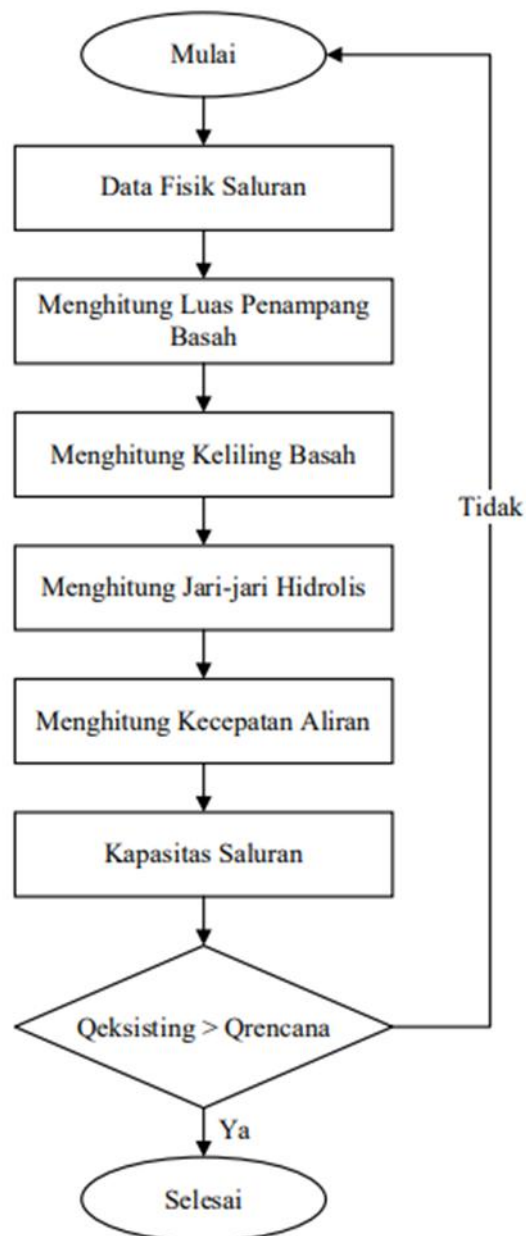 Mulai
Data Fisik Saluran
Menghitung Luas Penampang
Basah
Menghitung Keliling Basah
Tidak
Menghitung Jari-jari Hidrolis
Menghitung Kecepatan Aliran
Kapasitas Saluran
Qeksisting > Qrencana
Ya
Selesai